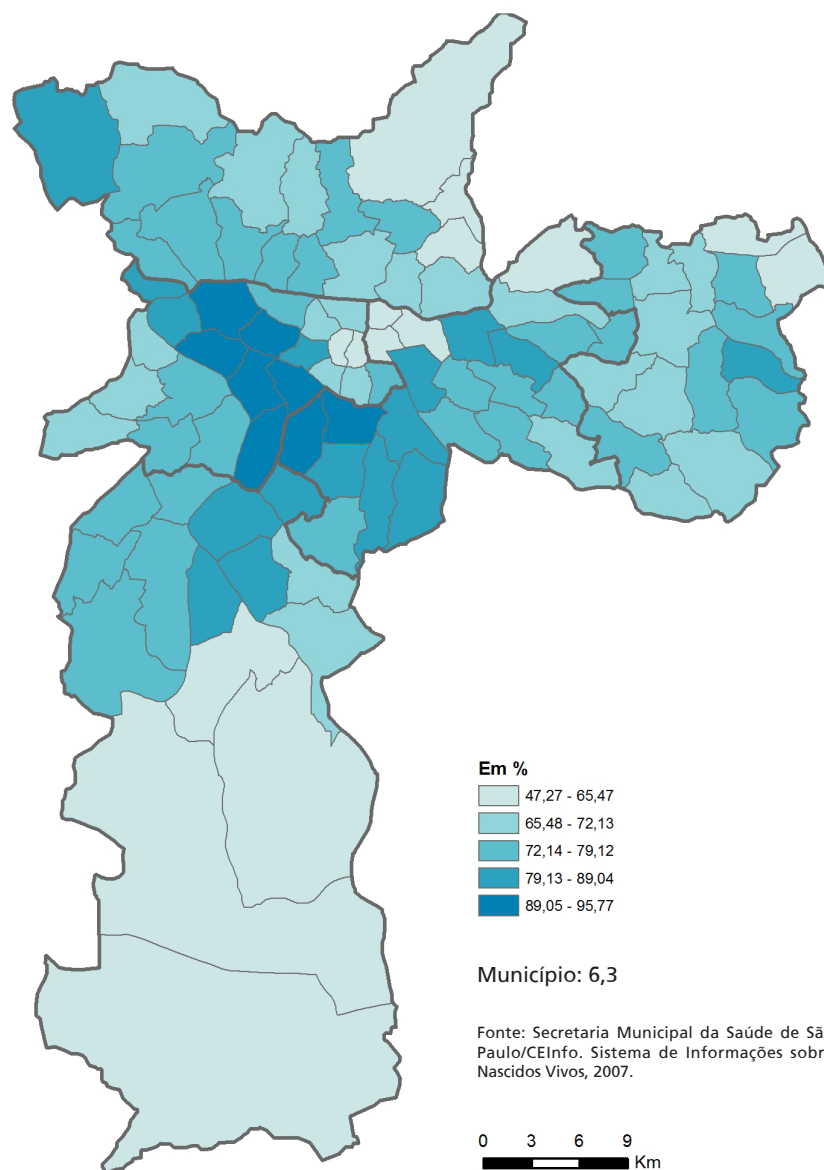 Em %
47,27 - 65,47
65,48 - 72,13
72,14 - 79,12
79,13 - 89,04
89,05 - 95,77
Município: 6,3
Fonte: Secretaria Municipal da Saúde de Sã
Paulo/CEInfo. Sistema de Informações sobr
Nascidos Vivos, 2007.
0 3 6 9
Km